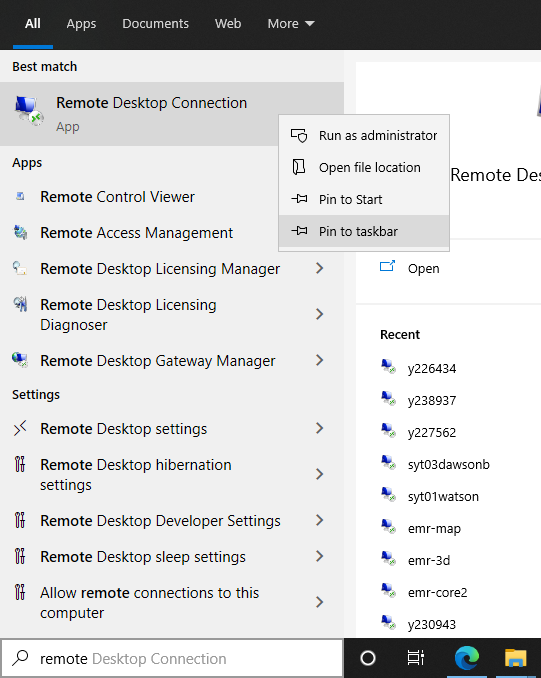 All Apps Documents Web More
Best match
Remote Desktop Connection
App
Run as administrator
Open file location
Pin to Start
Pin to taskbar
Apps
Remote Control Viewer
Remote Access Management
Remote Desktop Licensing Manager
Remote Desktop Licensing
Diagnoser
Remote Desktop Gateway Manager
Settings
Remote Desktop settings
Remote Desktop hibernation
settings
Remote Desktop Developer Settings
Remote Desktop sleep settings
Allow remote connections to this
computer
Remote Des
Open
Recent
y226434
y238937
y227562
syt03dawsonb
syt01watson
emr-map
emr-3d
emr-core2
y230943
remote Desktop Connection